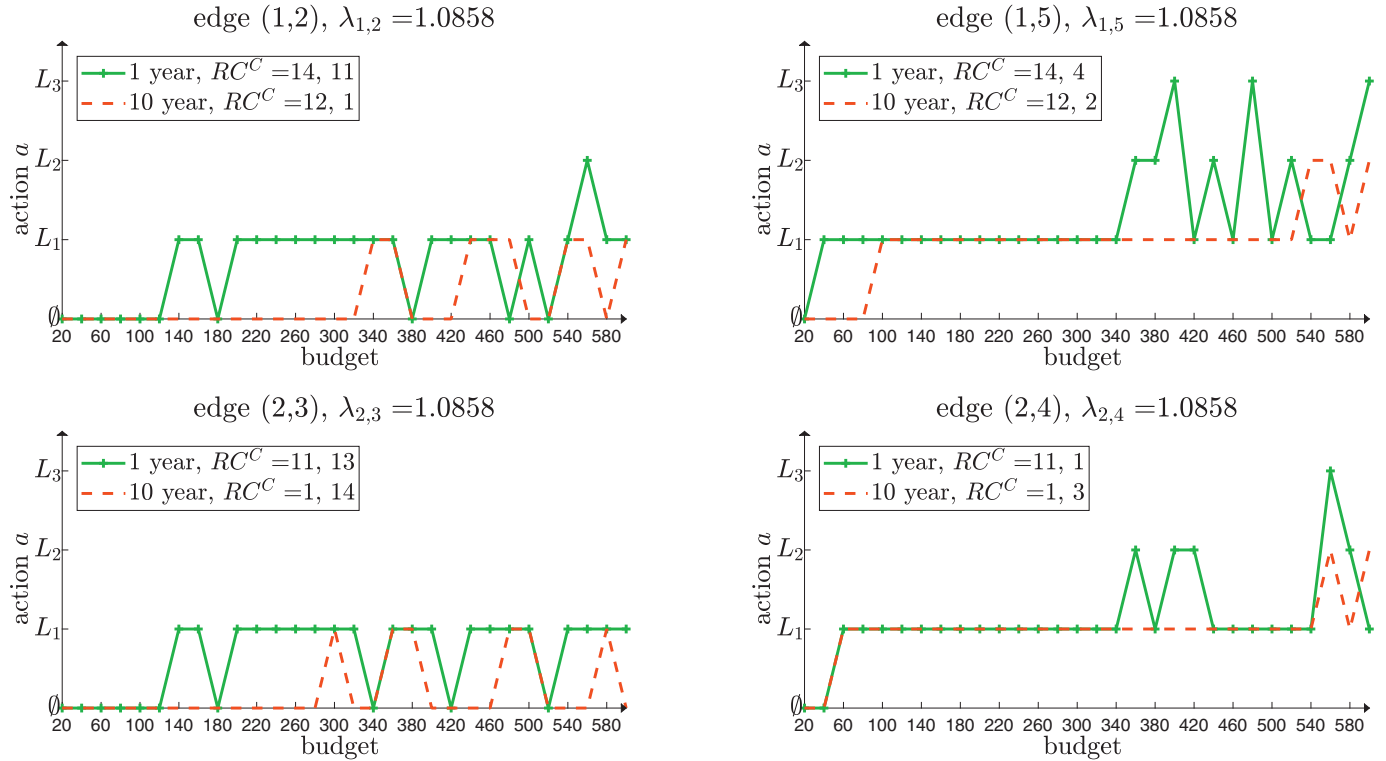 edge (1,2), λ1,2 =1.0858
1 year, RC^C =14, 11
10 year, RC^C =12, 1
L3
L2
L1
∅
action a
20 60 100 140 180 220 260 300 340 380 420 460 500 540 580
budget
edge (1,5), λ1,5 =1.0858
1 year, RC^C =14, 4
10 year, RC^C =12, 2
L3
L2
L1
∅
action a
20 60 100 140 180 220 260 300 340 380 420 460 500 540 580
budget
edge (2,3), λ2,3 =1.0858
1 year, RC^C =11, 13
10 year, RC^C =1, 14
L3
L2
L1
∅
action a
20 60 100 140 180 220 260 300 340 380 420 460 500 540 580
budget
edge (2,4), λ2,4 =1.0858
1 year, RC^C =11, 1
10 year, RC^C =1, 3
L3
L2
L1
∅
action a
20 60 100 140 180 220 260 300 340 380 420 460 500 540 580
budget